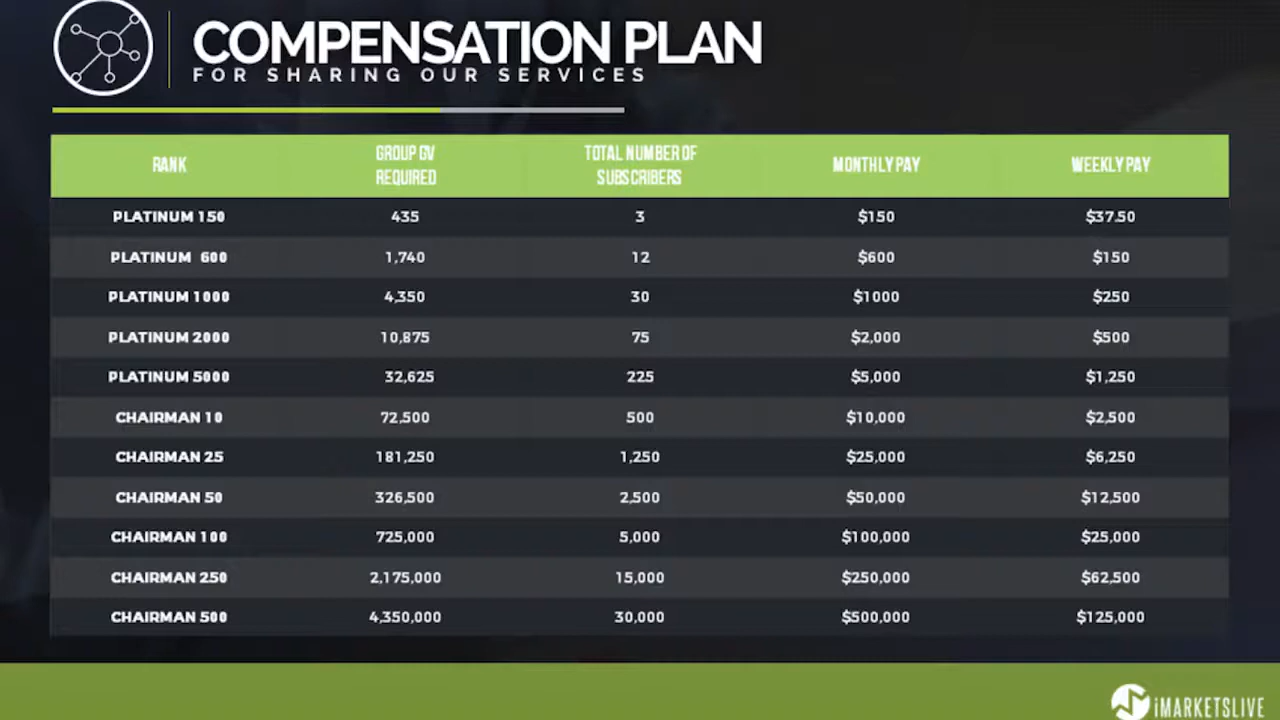 COMPENSATION PLAN
FOR SHARING OUR SERVICES
RANK GROUP GV REQUIRED TOTAL NUMBER OF SUBSCRIBERS MONTHLY PAY WEEKLY PAY
PLATINUM 150 435 3 $150 $37.50
PLATINUM 600 1,740 12 $600 $150
PLATINUM 1000 4,350 30 $1000 $250
PLATINUM 2000 10,875 75 $2,000 $500
PLATINUM 5000 32,625 225 $5,000 $1,250
CHAIRMAN 10 72,500 500 $10,000 $2,500
CHAIRMAN 25 181,250 1,250 $25,000 $6,250
CHAIRMAN 50 326,500 2,500 $50,000 $12,500
CHAIRMAN 100 725,000 5,000 $100,000 $25,000
CHAIRMAN 250 2,175,000 15,000 $250,000 $62,500
CHAIRMAN 500 4,350,000 30,000 $500,000 $125,000
iMARKETSLIVE